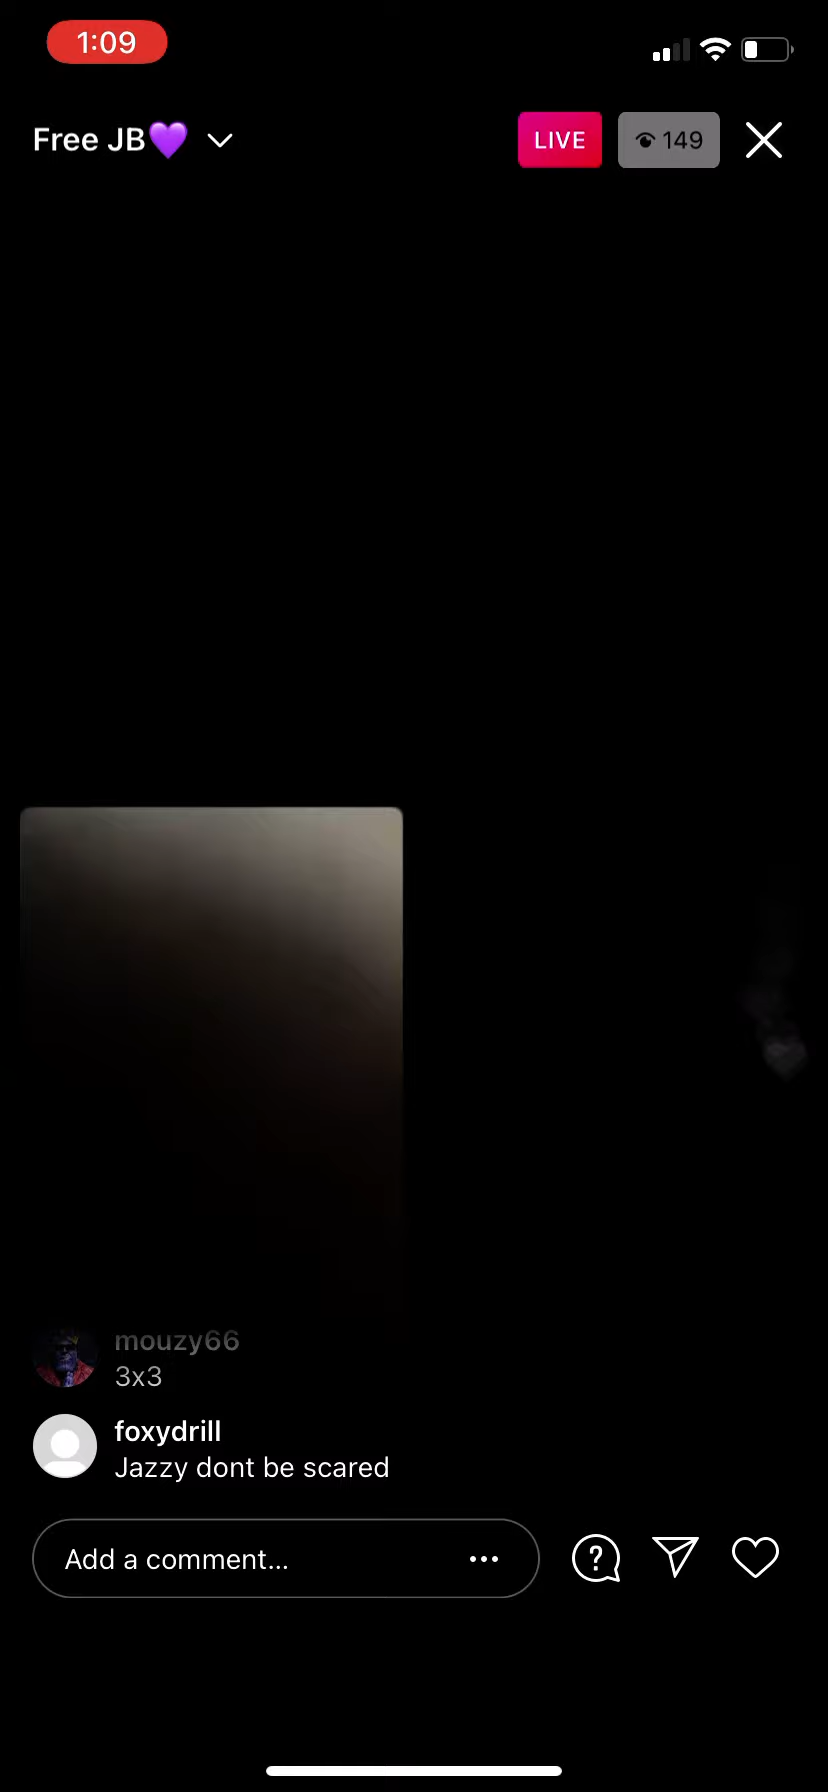 1:09
Free JB💜
LIVE
149
mouzy66
3x3
foxydrill
Jazzy dont be scared
Add a comment...